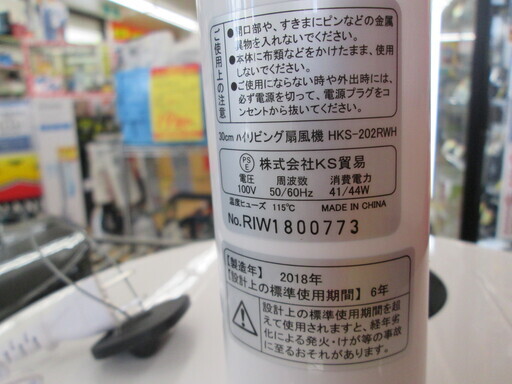 ご使用上の注意
●開口部や、すきまにピンなどの金属
異物を入れないでください。
●本体に布類などをかけたまま、使用
しないでください。
●ご使用にならない時や外出時には、
必ず電源を切って、電源プラグをコ
ンセントから抜いてください。
30cm ハイリビング扇風機 HKS-202RWH
PSE 株式会社KS貿易
電圧 周波数 消費電力
100V 50/60Hz 41/44W
温度ヒューズ 115℃ MADE IN CHINA
No.RIW1800773
【製造年】 2018年
【設計上の標準使用期間】 6年
設計上の標準使用期間を超
えて使用されますと、経年劣
化による発火・けが等の事故
に至るおそれがあります。